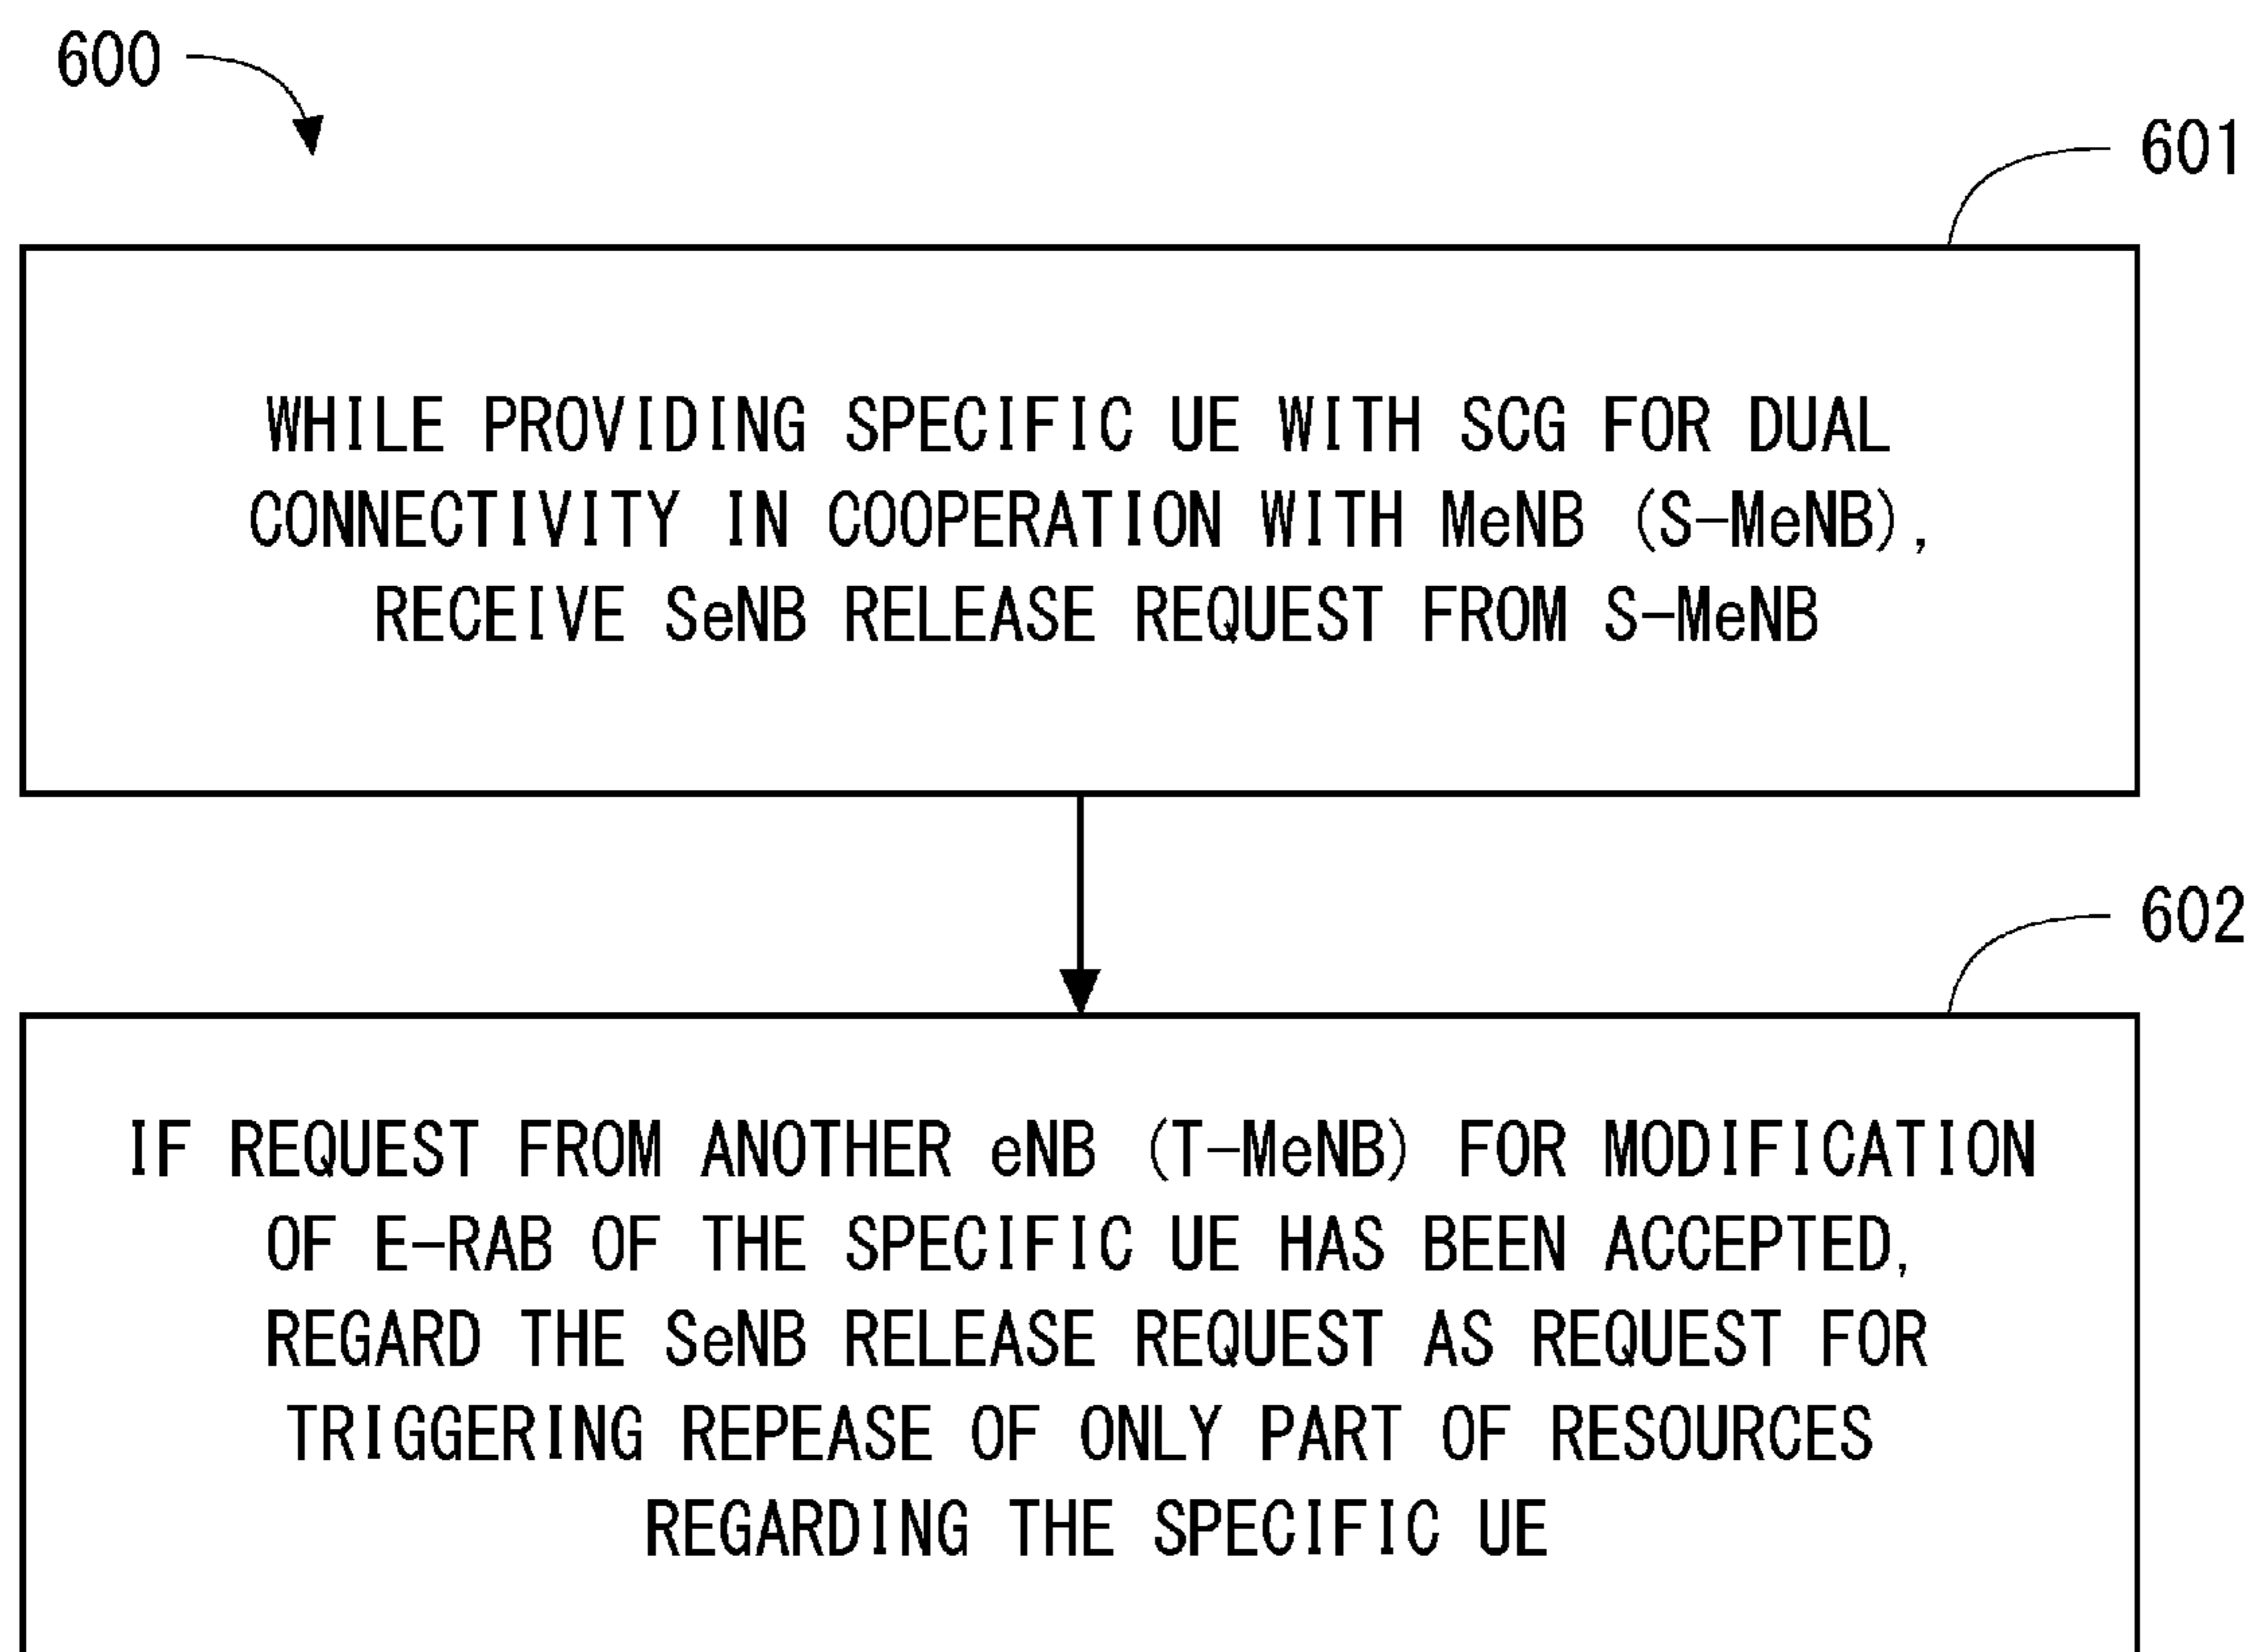 600
601
WHILE PROVIDING SPECIFIC UE WITH SCG FOR DUAL
CONNECTIVITY IN COOPERATION WITH MeNB (S-MeNB),
RECEIVE SeNB RELEASE REQUEST FROM S-MeNB
602
IF REQUEST FROM ANOTHER eNB (T-MeNB) FOR MODIFICATION
OF E-RAB OF THE SPECIFIC UE HAS BEEN ACCEPTED,
REGARD THE SeNB RELEASE REQUEST AS REQUEST FOR
TRIGGERING REPEASE OF ONLY PART OF RESOURCES
REGARDING THE SPECIFIC UE